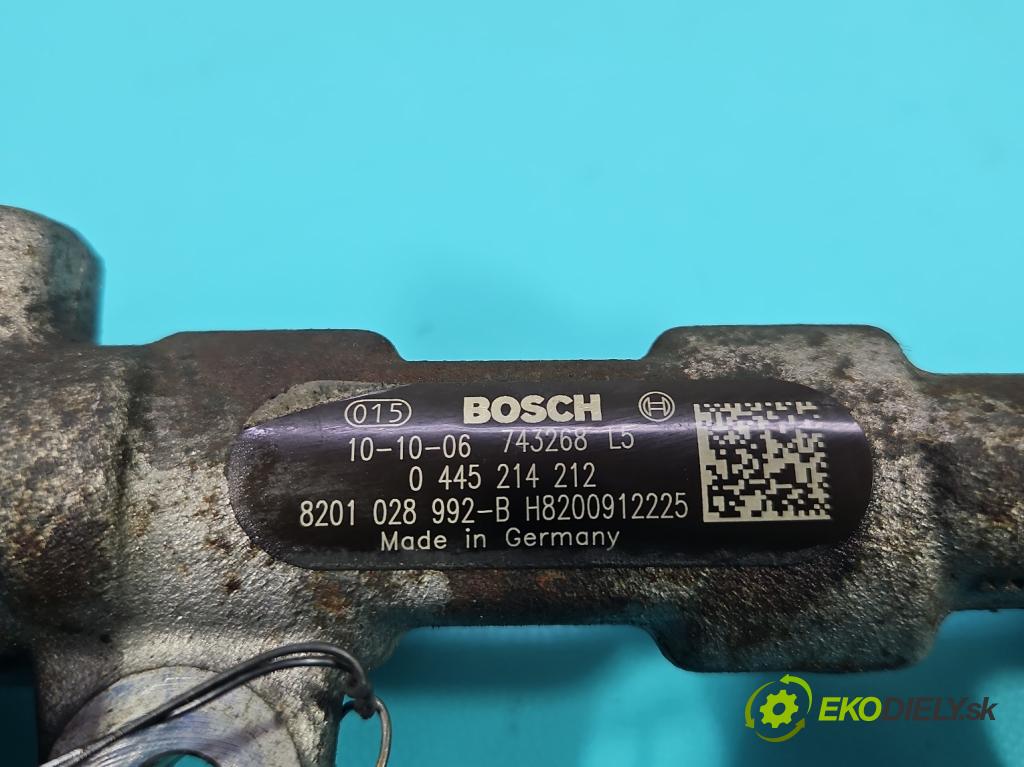 015 BOSCH
10-10-06 743268 L5
0 445 214 212
8201 028 992-B H8200912225
Made in Germany
EKODIELY.sk